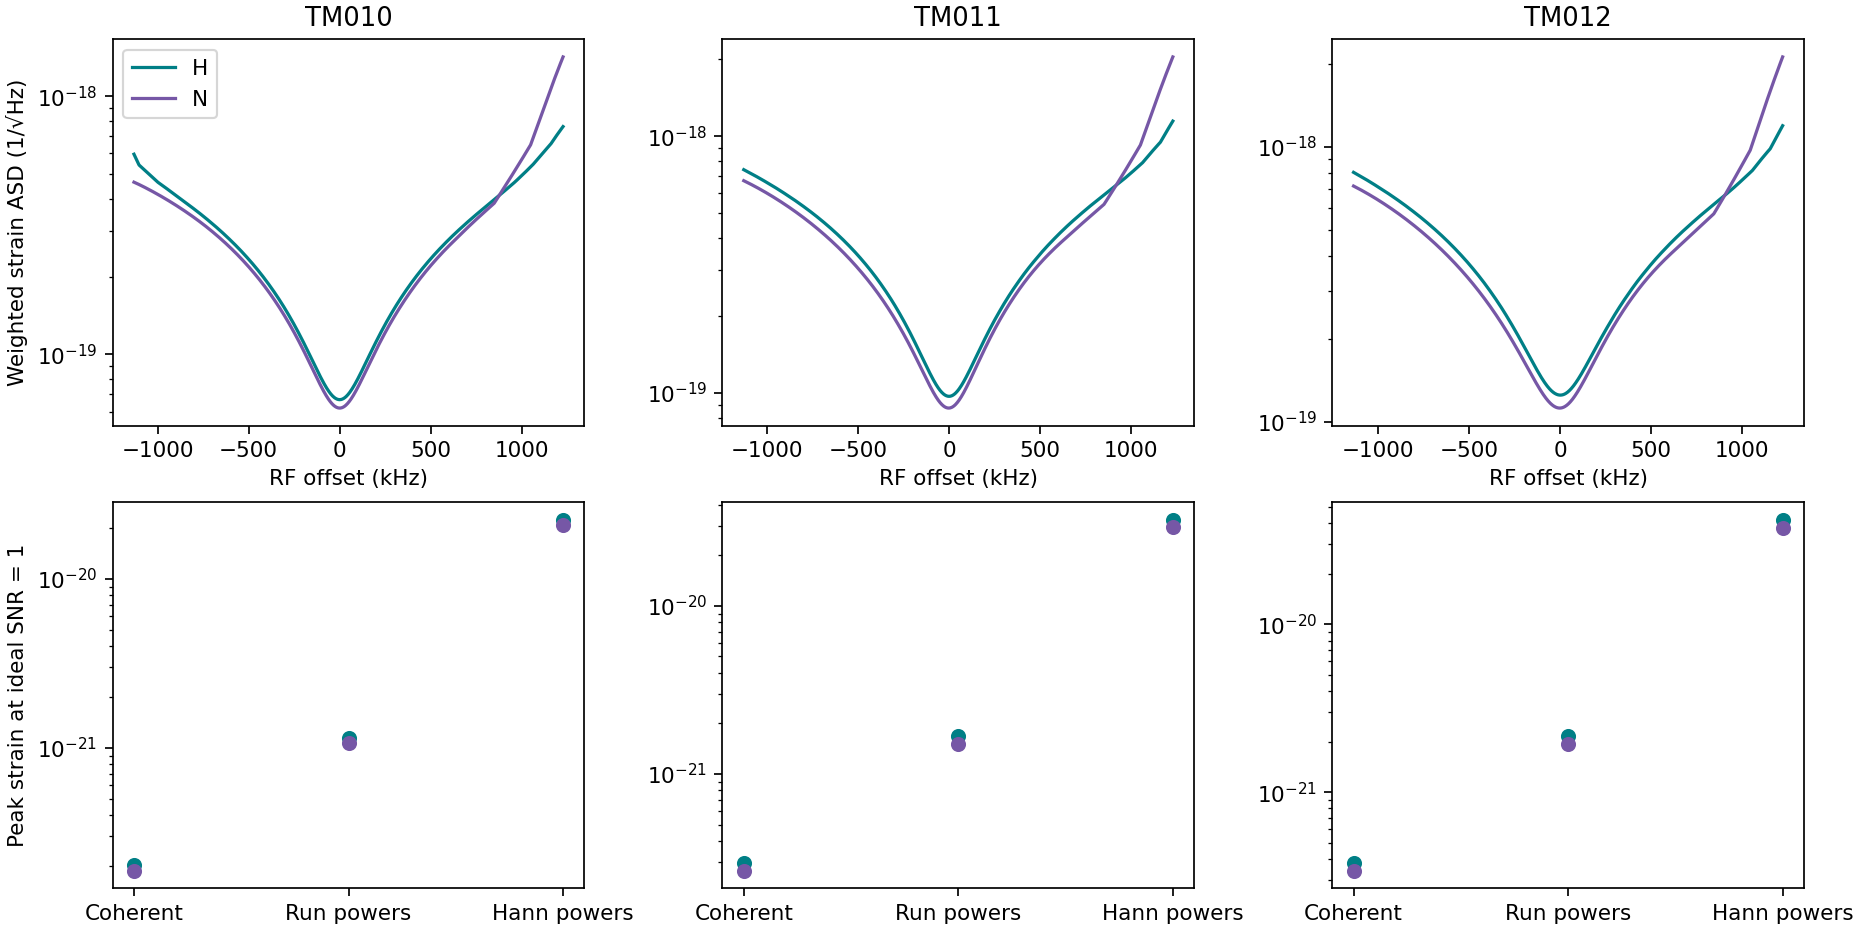 TM010
TM011
TM012
Weighted strain ASD (1/√Hz)
H
N
10⁻¹⁸
10⁻¹⁹
10⁻¹⁸
10⁻¹⁹
10⁻¹⁸
10⁻¹⁹
−1000 −500 0 500 1000
−1000 −500 0 500 1000
−1000 −500 0 500 1000
RF offset (kHz)
RF offset (kHz)
RF offset (kHz)
Peak strain at ideal SNR = 1
10⁻²⁰
10⁻²¹
10⁻²⁰
10⁻²¹
10⁻²⁰
10⁻²¹
Coherent Run powers Hann powers
Coherent Run powers Hann powers
Coherent Run powers Hann powers